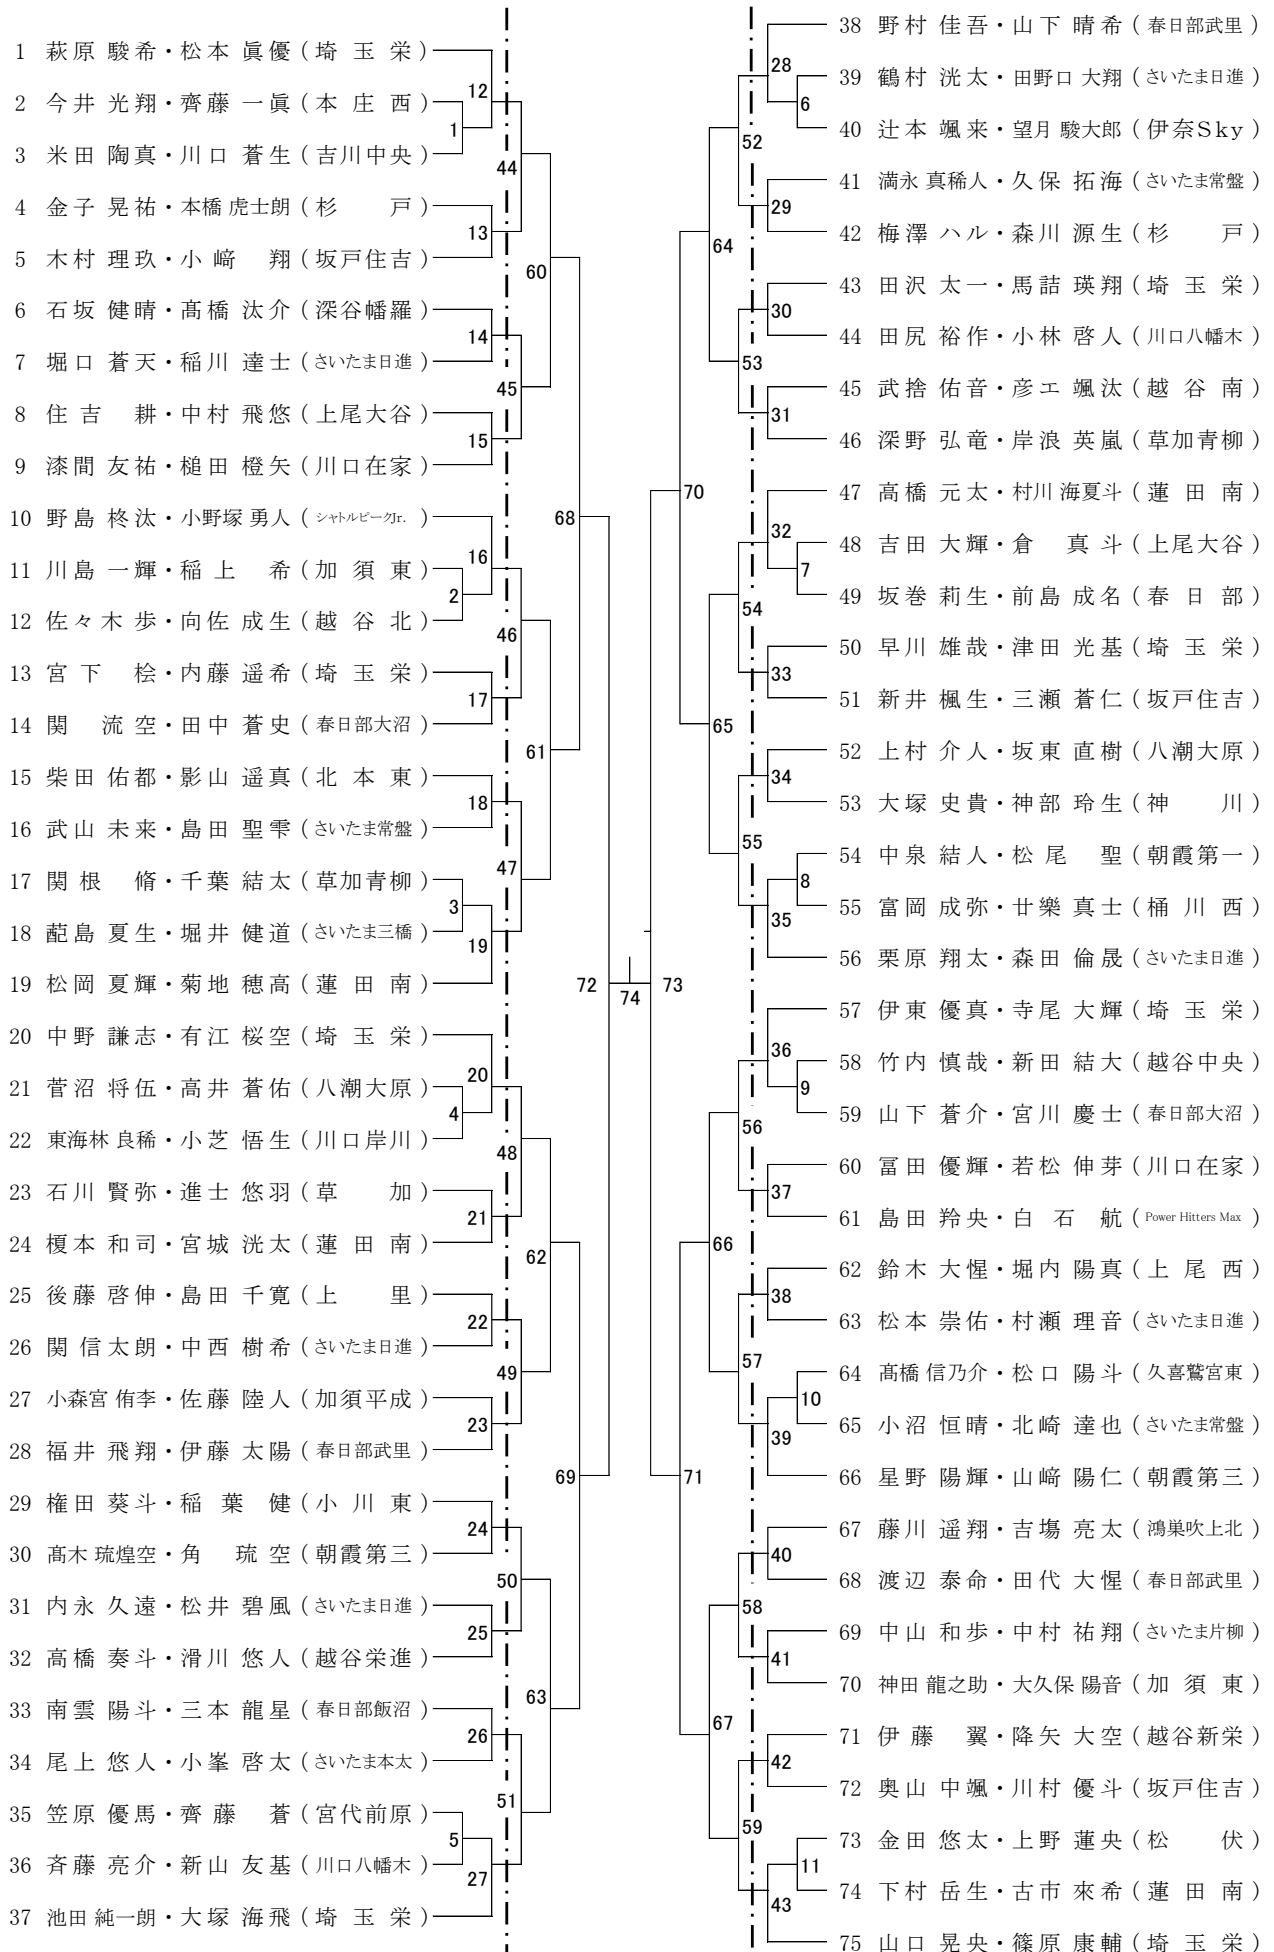 1 萩原 駿希・松本 眞優 ( 埼 玉 栄 )
2 今井 光翔・齊藤 一眞 ( 本 庄 西 )
3 米田 陶真・川口 蒼生 ( 吉川中央 )
4 金子 晃祐・本橋 虎士朗 ( 杉 戸 )
5 木村 理玖・小﨑 翔 ( 坂戸住吉 )
6 石坂 健晴・髙橋 汰介 ( 深谷幡羅 )
7 堀口 蒼天・稲川 達士 ( さいたま日進 )
8 住吉 耕・中村 飛悠 ( 上尾大谷 )
9 漆間 友祐・槌田 橙矢 ( 川口在家 )
10 野島 柊汰・小野塚 勇人 ( シャトルピークJr. )
11 川島 一輝・稲上 希 ( 加 須 東 )
12 佐々木 歩・向佐 成生 ( 越 谷 北 )
13 宮下 桧・内藤 遥希 ( 埼 玉 栄 )
14 関 流空・田中 蒼史 ( 春日部大沼 )
15 柴田 佑都・影山 遥真 ( 北 本 東 )
16 武山 未来・島田 聖雫 ( さいたま常盤 )
17 関根 脩・千葉 結太 ( 草加青柳 )
18 蓜島 夏生・堀井 健道 ( さいたま三橋 )
19 松岡 夏輝・菊地 穂高 ( 蓮 田 南 )
20 中野 謙志・有江 桜空 ( 埼 玉 栄 )
21 菅沼 将伍・高井 蒼佑 ( 八潮大原 )
22 東海林 良稀・小芝 悟生 ( 川口岸川 )
23 石川 賢弥・進士 悠羽 ( 草 加 )
24 榎本 和司・宮城 洸太 ( 蓮 田 南 )
25 後藤 啓伸・島田 千寛 ( 上 里 )
26 関 信太朗・中西 樹希 ( さいたま日進 )
27 小森宮 侑李・佐藤 陸人 ( 加須平成 )
28 福井 飛翔・伊藤 太陽 ( 春日部武里 )
29 権田 葵斗・稲葉 健 ( 小 川 東 )
30 髙木 琉煌空・角 琉空 ( 朝霞第三 )
31 内永 久遠・松井 碧風 ( さいたま日進 )
32 高橋 奏斗・滑川 悠人 ( 越谷栄進 )
33 南雲 陽斗・三本 龍星 ( 春日部飯沼 )
34 尾上 悠人・小峯 啓太 ( さいたま本太 )
35 笠原 優馬・齊藤 蒼 ( 宮代前原 )
36 斉藤 亮介・新山 友基 ( 川口八幡木 )
37 池田 純一朗・大塚 海飛 ( 埼 玉 栄 )
12
1
44
13
60
14
45
15
68
16
2
46
17
61
18
47
3
19
72
74
73
20
4
48
21
62
22
49
23
69
24
50
25
63
26
51
5
27
28
6
52
29
64
30
53
31
70
32
7
54
33
65
34
55
8
35
36
9
56
37
66
38
57
10
39
71
40
58
41
67
42
59
11
43
38 野村 佳吾・山下 晴希 ( 春日部武里 )
39 鶴村 洸太・田野口 大翔 ( さいたま日進 )
40 辻本 颯来・望月 駿大郎 ( 伊奈Sky )
41 満永 真稀人・久保 拓海 ( さいたま常盤 )
42 梅澤 ハル・森川 源生 ( 杉 戸 )
43 田沢 太一・馬詰 瑛翔 ( 埼 玉 栄 )
44 田尻 裕作・小林 啓人 ( 川口八幡木 )
45 武捨 佑音・彦エ 颯汰 ( 越 谷 南 )
46 深野 弘竜・岸浪 英嵐 ( 草加青柳 )
47 高橋 元太・村川 海夏斗 ( 蓮 田 南 )
48 吉田 大輝・倉 真斗 ( 上尾大谷 )
49 坂巻 莉生・前島 成名 ( 春 日 部 )
50 早川 雄哉・津田 光基 ( 埼 玉 栄 )
51 新井 楓生・三瀬 蒼仁 ( 坂戸住吉 )
52 上村 介人・坂東 直樹 ( 八潮大原 )
53 大塚 史貴・神部 玲生 ( 神 川 )
54 中泉 結人・松尾 聖 ( 朝霞第一 )
55 富岡 成弥・廿樂 真士 ( 桶 川 西 )
56 栗原 翔太・森田 倫晟 ( さいたま日進 )
57 伊東 優真・寺尾 大輝 ( 埼 玉 栄 )
58 竹内 慎哉・新田 結大 ( 越谷中央 )
59 山下 蒼介・宮川 慶士 ( 春日部大沼 )
60 冨田 優輝・若松 伸芽 ( 川口在家 )
61 島田 羚央・白石 航 ( Power Hitters Max )
62 鈴木 大惺・堀内 陽真 ( 上 尾 西 )
63 松本 崇佑・村瀬 理音 ( さいたま日進 )
64 髙橋 信乃介・松口 陽斗 ( 久喜鷲宮東 )
65 小沼 恒晴・北崎 達也 ( さいたま常盤 )
66 星野 陽輝・山﨑 陽仁 ( 朝霞第三 )
67 藤川 遥翔・吉塲 亮太 ( 鴻巣吹上北 )
68 渡辺 泰命・田代 大惺 ( 春日部武里 )
69 中山 和歩・中村 祐翔 ( さいたま片柳 )
70 神田 龍之助・大久保 陽音 ( 加 須 東 )
71 伊藤 翼・降矢 大空 ( 越谷新栄 )
72 奥山 中颯・川村 優斗 ( 坂戸住吉 )
73 金田 悠太・上野 蓮央 ( 松 伏 )
74 下村 岳生・古市 來希 ( 蓮 田 南 )
75 山口 晃央・篠原 康輔 ( 埼 玉 栄 )